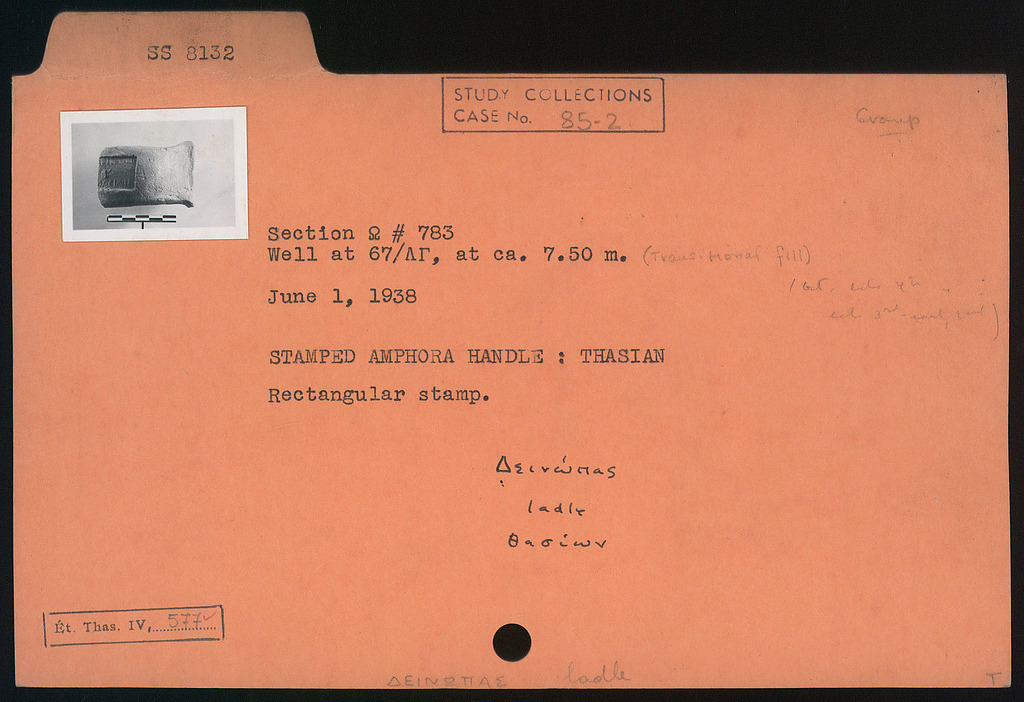 SS 8132
STUDY COLLECTIONS
CASE No. 85-2
Section Ω # 783
Well at 67/ΛΓ, at ca. 7.50 m. (Transitional fill)
June 1, 1938
STAMPED AMPHORA HANDLE : THASIAN
Rectangular stamp.
Δεινώπας
ladle
Θασίων
Ét. Thas. IV, 577
ΔΕΙΝΩΠΑΣ ladle
T